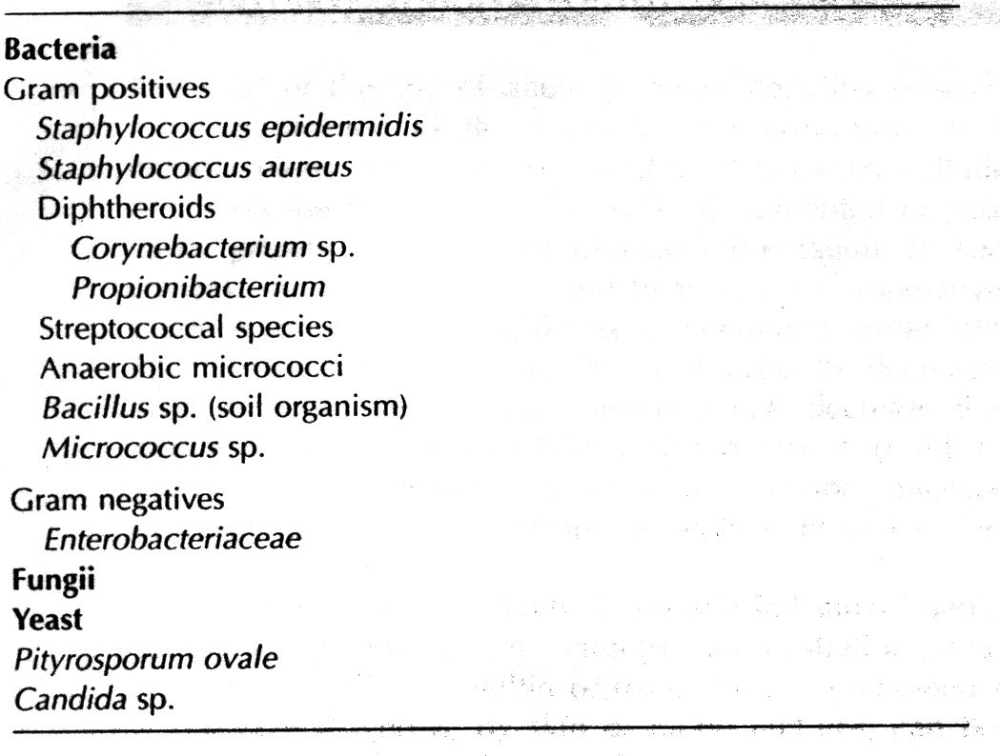 Bacteria
Gram positives
Staphylococcus epidermidis
Staphylococcus aureus
Diphtheroids
Corynebacterium sp.
Propionibacterium
Streptococcal species
Anaerobic micrococci
Bacillus sp. (soil organism)
Micrococcus sp.
Gram negatives
Enterobacteriaceae
Fungii
Yeast
Pityrosporum ovale
Candida sp.